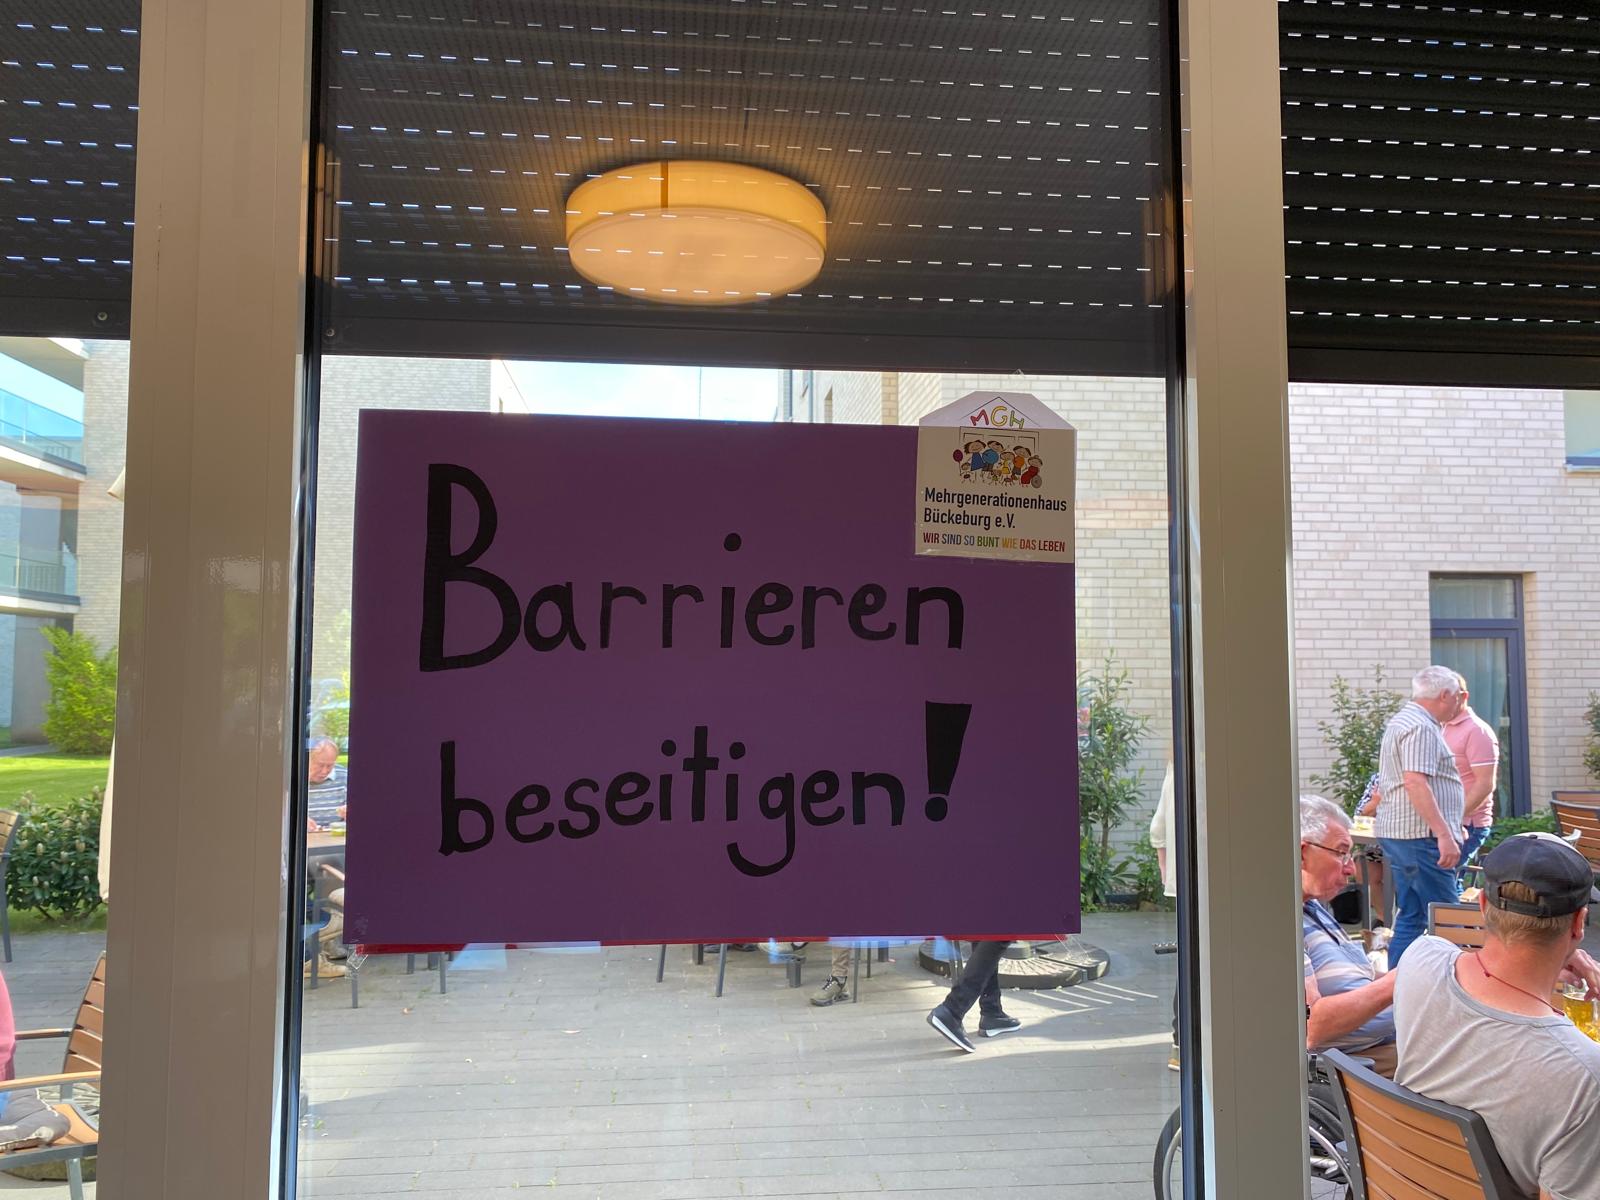 MGH
Mehrgenerationenhaus
Bückeburg e.V.
WIR SIND SO BUNT WIE DAS LEBEN
Barrieren
beseitigen!